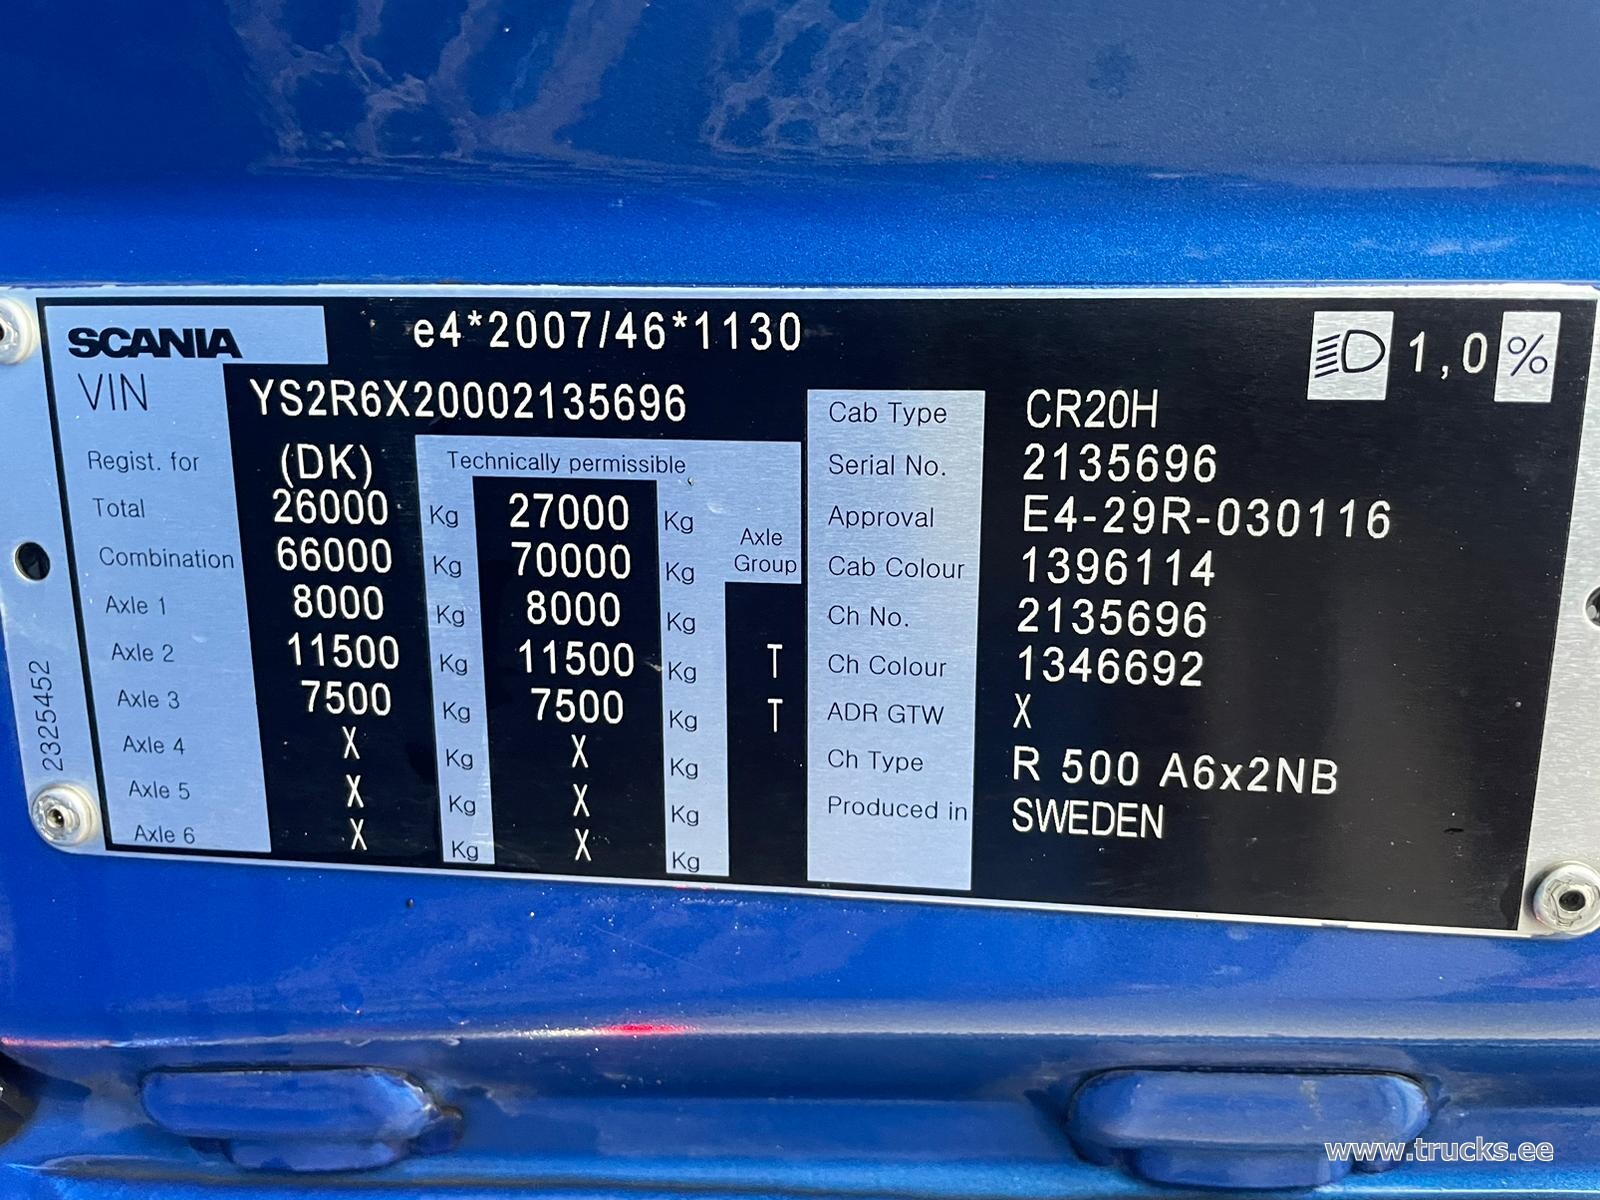 SCANIA e4*2007/46*1130 1,0 %
VIN YS2R6X20002135696
Regist. for (DK) Technically permissible
Total 26000 Kg 27000 Kg
Combination 66000 Kg 70000 Kg Axle Group
Axle 1 8000 Kg 8000 Kg
Axle 2 11500 Kg 11500 Kg T
Axle 3 7500 Kg 7500 Kg T
Axle 4 X Kg X Kg
Axle 5 X Kg X Kg
Axle 6 X Kg X Kg
Cab Type CR20H
Serial No. 2135696
Approval E4-29R-030116
Cab Colour 1396114
Ch No. 2135696
Ch Colour 1346692
ADR GTW X
Ch Type R 500 A6x2NB
Produced in SWEDEN
2325452
www.trucks.ee